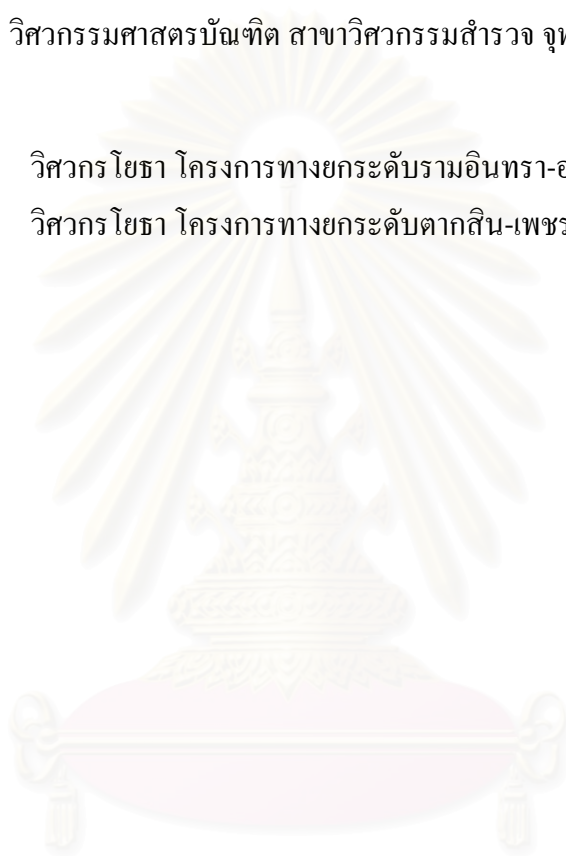 วิศวกรรมศาสตรบัณฑิต สาขาวิศวกรรมสำรวจ
วิศวกรโยธา โครงการทางยกระดับรามอินทรา-
วิศวกรโยธา โครงการทางยกระดับตากสิน-เพชร